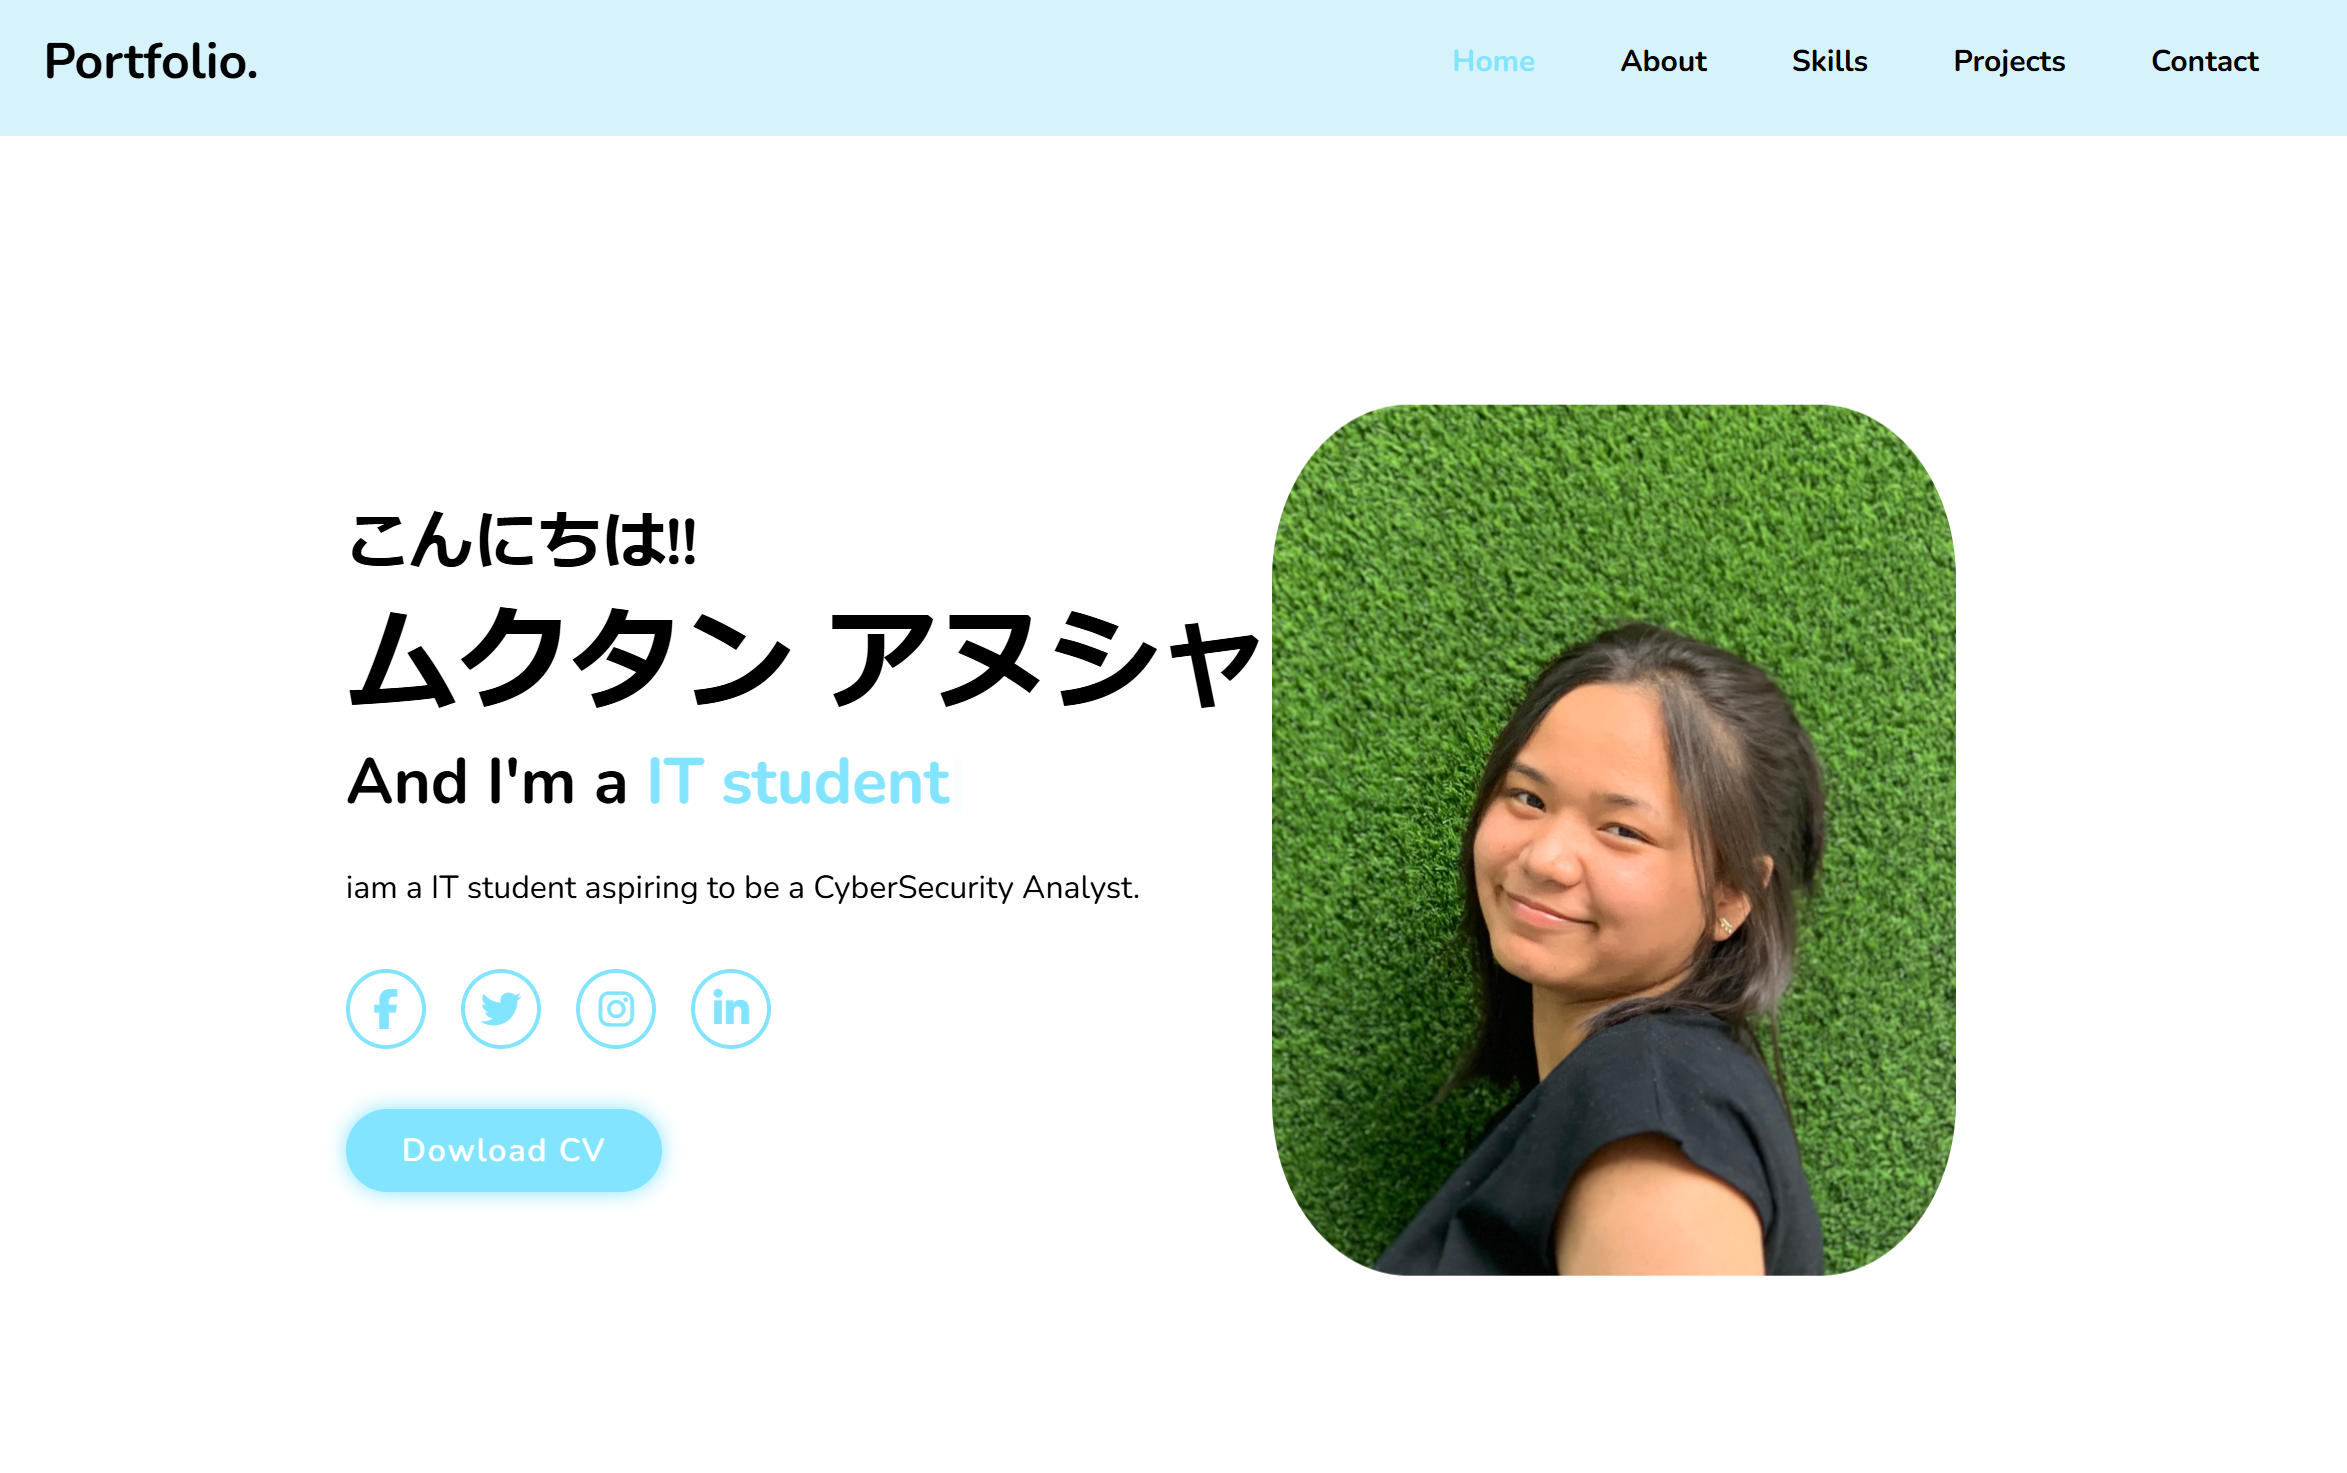 Portfolio.
Home About Skills Projects Contact
こんにちは!!
ムクタン アヌシャ
And I'm a IT student
iam a IT student aspiring to be a CyberSecurity Analyst.
Dowload CV